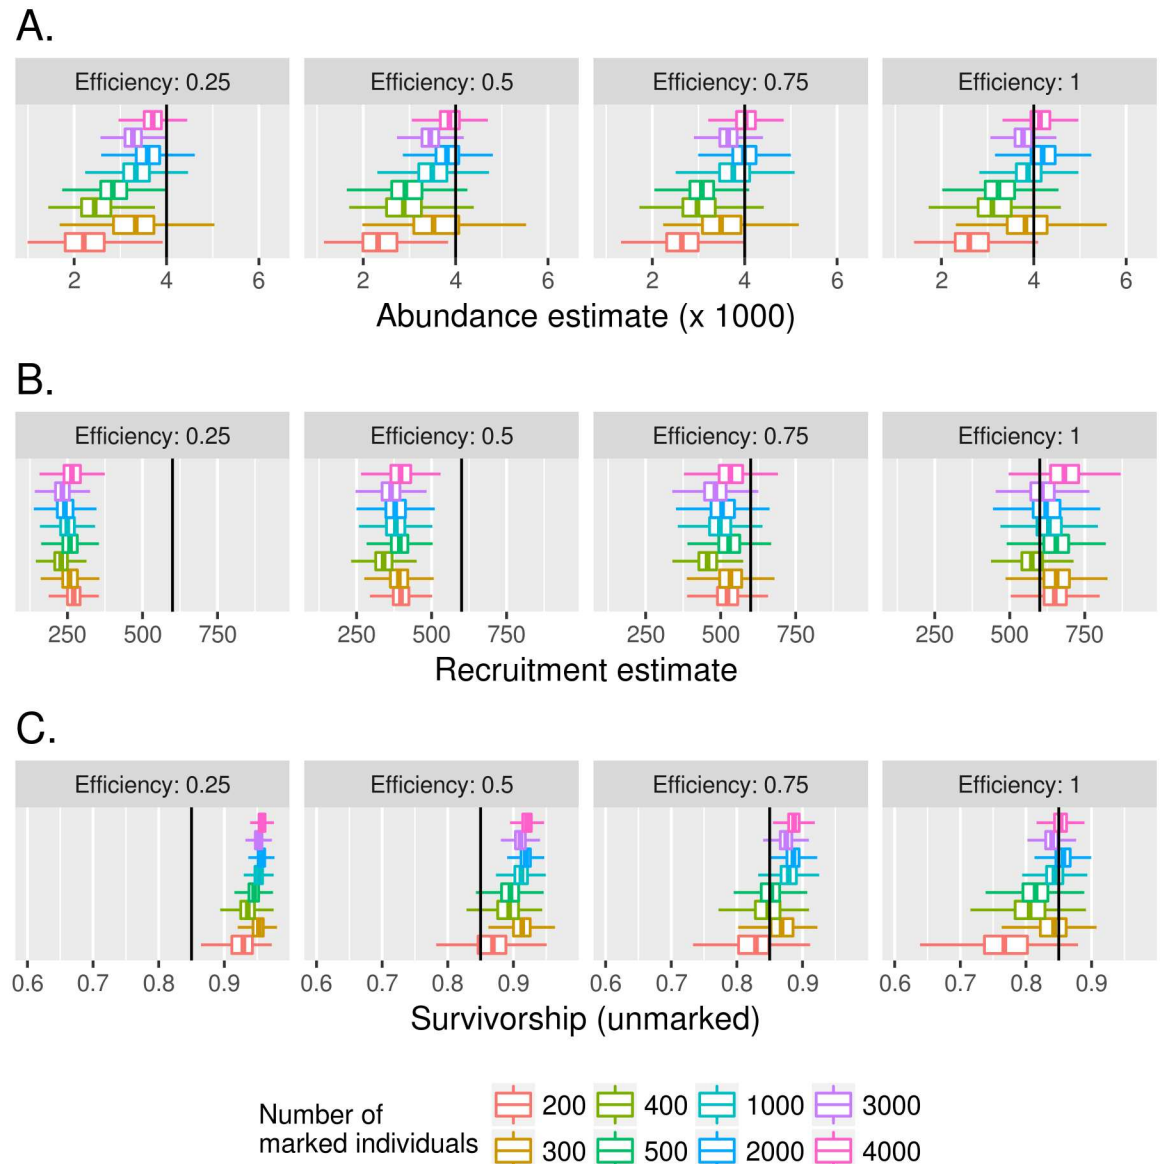 A.
Efficiency: 0.25 Efficiency: 0.5 Efficiency: 0.75 Efficiency: 1
2 4 6 2 4 6 2 4 6 2 4 6
Abundance estimate (x 1000)
B.
Efficiency: 0.25 Efficiency: 0.5 Efficiency: 0.75 Efficiency: 1
250 500 750 250 500 750 250 500 750 250 500 750
Recruitment estimate
C.
Efficiency: 0.25 Efficiency: 0.5 Efficiency: 0.75 Efficiency: 1
0.6 0.7 0.8 0.9 0.6 0.7 0.8 0.9 0.6 0.7 0.8 0.9 0.6 0.7 0.8 0.9
Survivorship (unmarked)
Number of
marked individuals
200 400 1000 3000
300 500 2000 4000